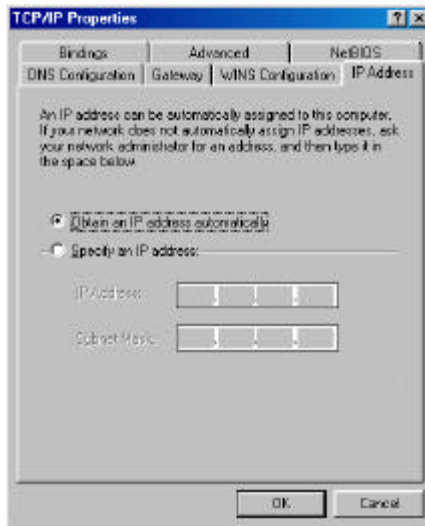 TCP/IP Properties
? x
Bindings Advanced NetBIOS
DNS Configuration Gateway WINS Configuration IP Address
An IP address can be automatically assigned to this computer.
If your network does not automatically assign IP addresses, ask
your network administrator for an address, and then type it in
the space below.
Obtain an IP address automatically
Specify an IP address:
IP Address:
Subnet Mask:
OK Cancel